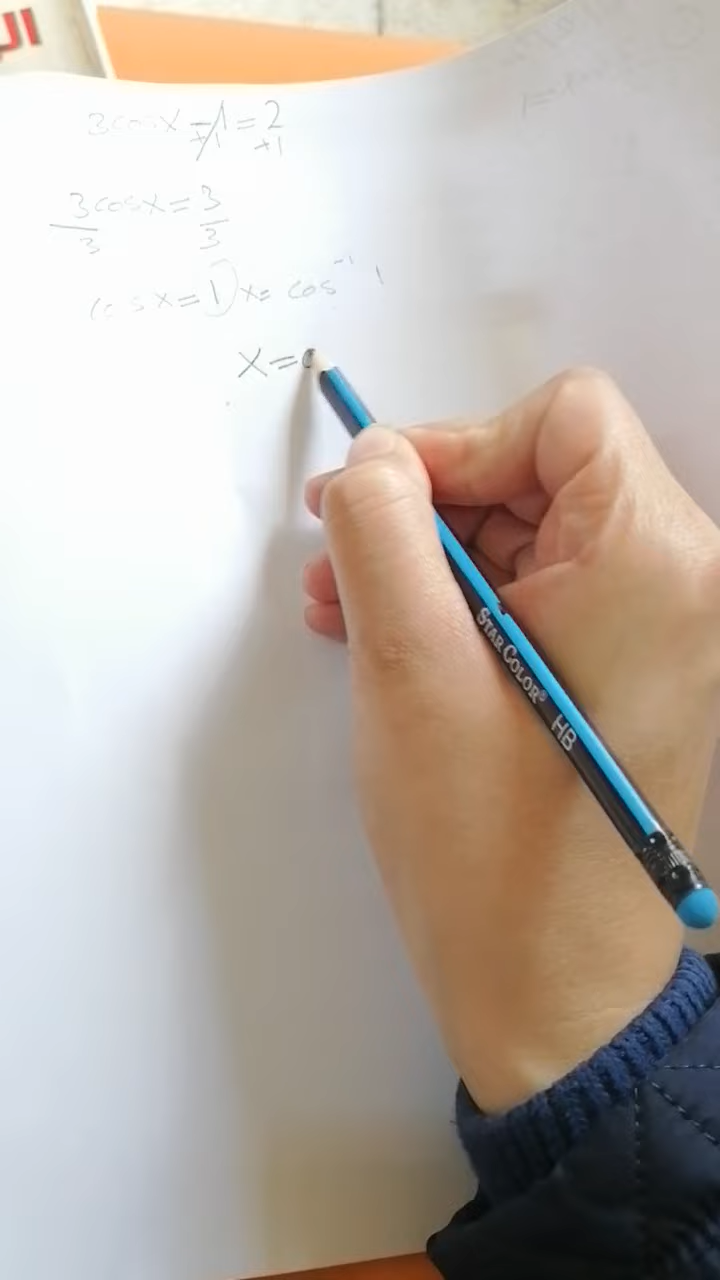 3cosx - 1 = 2
+1 +1
3cosx = 3
3 3
cosx = 1 x = cos⁻¹ 1
x = 0
STAR COLOR® HB